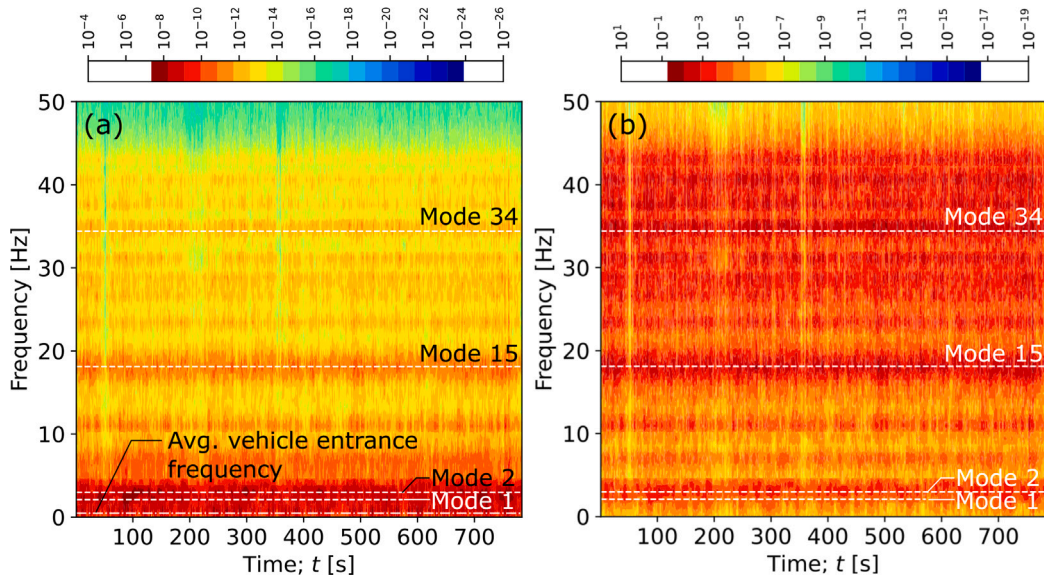 10⁻⁴ 10⁻⁶ 10⁻⁸ 10⁻¹⁰ 10⁻¹² 10⁻¹⁴ 10⁻¹⁶ 10⁻¹⁸ 10⁻²⁰ 10⁻²² 10⁻²⁴ 10⁻²⁶
(a)
50
40
30
20
10
0
Frequency [Hz]
Mode 34
Mode 15
Avg. vehicle entrance
frequency
Mode 2
Mode 1
100 200 300 400 500 600 700
Time; t [s]
10¹ 10⁻¹ 10⁻³ 10⁻⁵ 10⁻⁷ 10⁻⁹ 10⁻¹¹ 10⁻¹³ 10⁻¹⁵ 10⁻¹⁷ 10⁻¹⁹
(b)
50
40
30
20
10
0
Frequency [Hz]
Mode 34
Mode 15
Mode 2
Mode 1
100 200 300 400 500 600 700
Time; t [s]